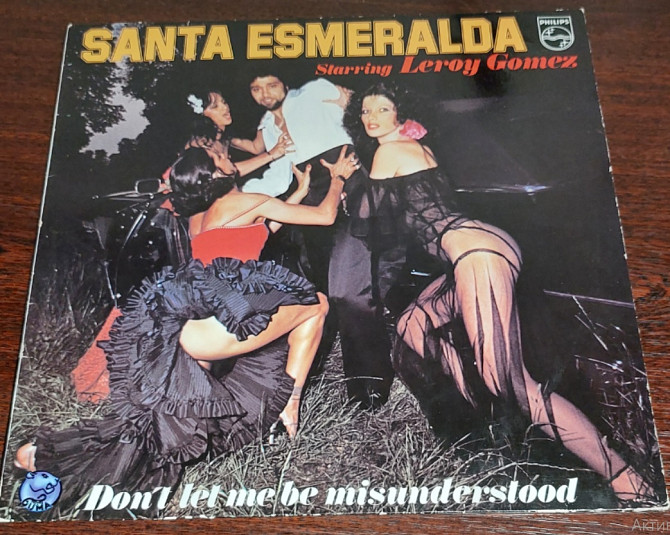 SANTA ESMERALDA
PHILIPS
Starring Leroy Gomez
Don't let me be misunderstood